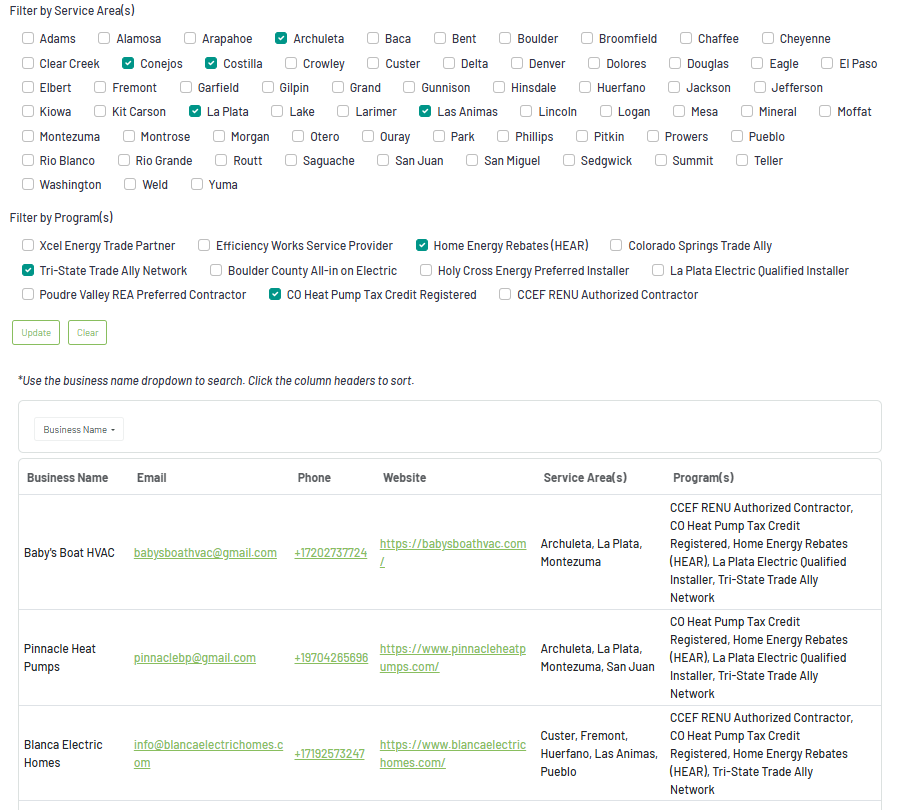 Filter by Service Area(s)
Adams Alamosa Arapahoe Archuleta Baca Bent Boulder Broomfield Chaffee Cheyenne
Clear Creek Conejos Costilla Crowley Custer Delta Denver Dolores Douglas Eagle El Paso
Elbert Fremont Garfield Gilpin Grand Gunnison Hinsdale Huerfano Jackson Jefferson
Kiowa Kit Carson La Plata Lake Larimer Las Animas Lincoln Logan Mesa Mineral Moffat
Montezuma Montrose Morgan Otero Ouray Park Phillips Pitkin Prowers Pueblo
Rio Blanco Rio Grande Routt Saguache San Juan San Miguel Sedgwick Summit Teller
Washington Weld Yuma
Filter by Program(s)
Xcel Energy Trade Partner Efficiency Works Service Provider Home Energy Rebates (HEAR) Colorado Springs Trade Ally
Tri-State Trade Ally Network Boulder County All-in on Electric Holy Cross Energy Preferred Installer La Plata Electric Qualified Installer
Poudre Valley REA Preferred Contractor CO Heat Pump Tax Credit Registered CCEF RENU Authorized Contractor
Update Clear
*Use the business name dropdown to search. Click the column headers to sort.
Business Name
Business Name Email Phone Website Service Area(s) Program(s)
Baby's Boat HVAC
babysboathvac@gmail.com
+17202737724
https://babysboathvac.com
/
Archuleta, La Plata,
Montezuma
CCEF RENU Authorized Contractor,
CO Heat Pump Tax Credit
Registered, Home Energy Rebates
(HEAR), La Plata Electric Qualified
Installer, Tri-State Trade Ally
Network
Pinnacle Heat
Pumps
pinnaclebp@gmail.com
+19704265696
https://www.pinnacleheatp
umps.com/
Archuleta, La Plata,
Montezuma, San Juan
CO Heat Pump Tax Credit
Registered, Home Energy Rebates
(HEAR), La Plata Electric Qualified
Installer, Tri-State Trade Ally
Network
Blanca Electric
Homes
info@blancaelectrichomes.c
om
+17192573247
https://www.blancaelectric
homes.com/
Custer, Fremont,
Huerfano, Las Animas,
Pueblo
CCEF RENU Authorized Contractor,
CO Heat Pump Tax Credit
Registered, Home Energy Rebates
(HEAR), Tri-State Trade Ally
Network